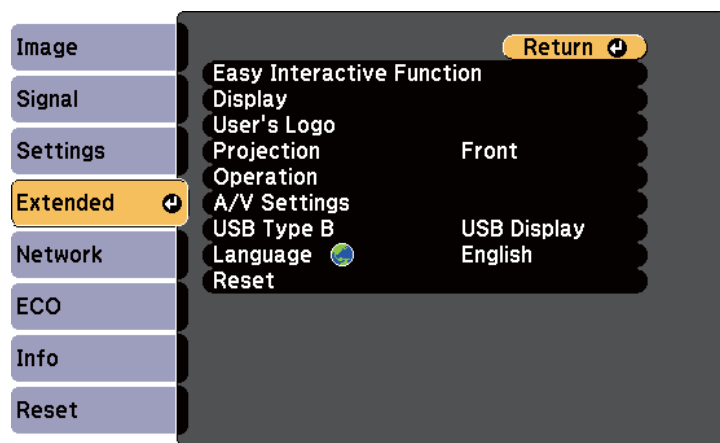 Image
Signal
Settings
Extended
Network
ECO
Info
Reset
Return
Easy Interactive Function
Display
User's Logo
Projection Front
Operation
A/V Settings
USB Type B USB Display
Language English
Reset